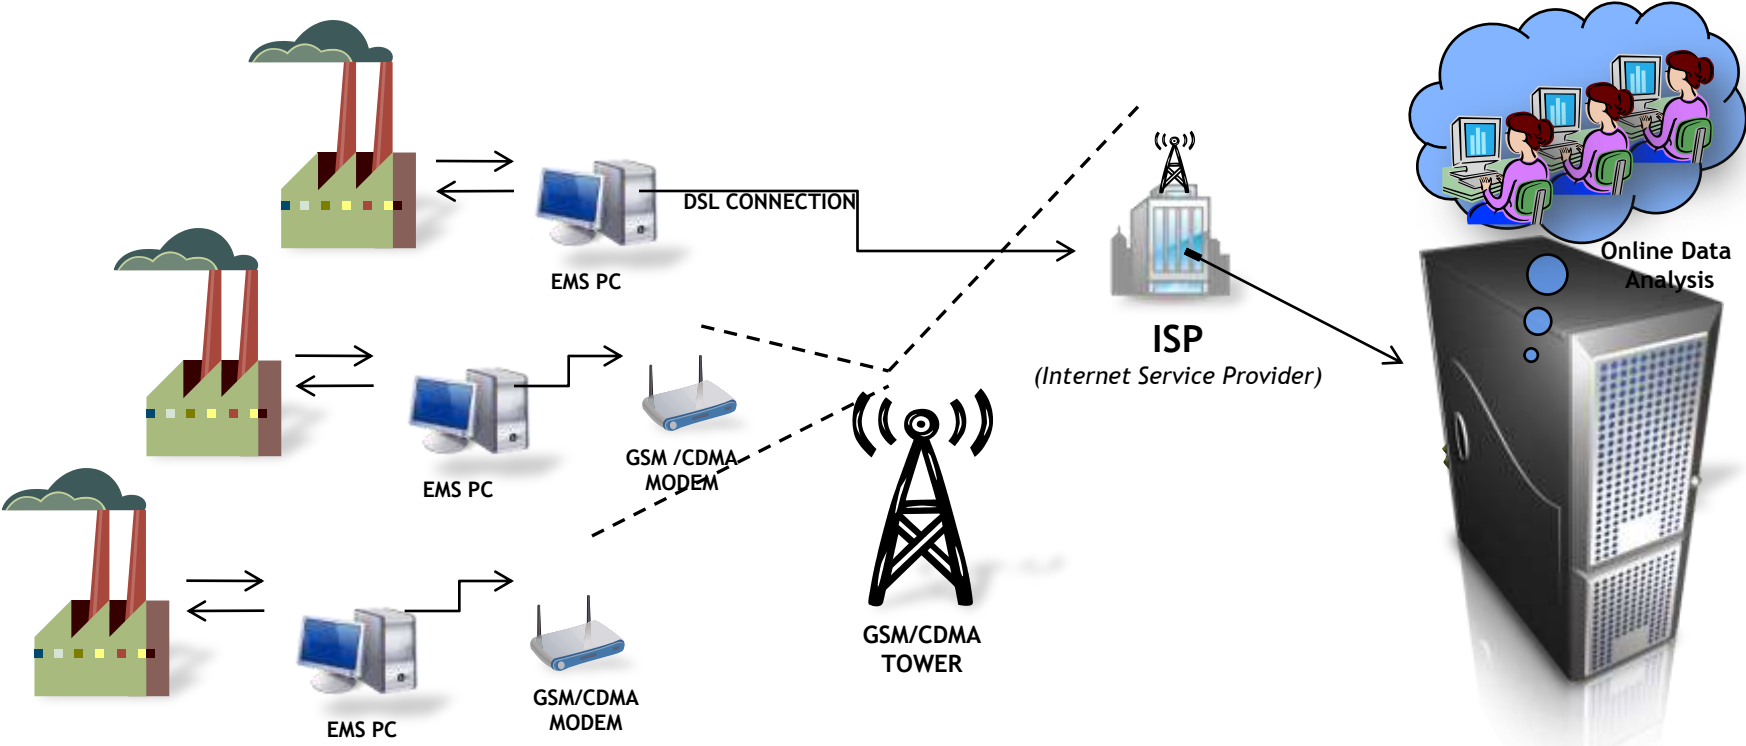 DSL CONNECTION
EMS PC
ISP
(Internet Service Provider)
Online Data
Analysis
GSM /CDMA
MODEM
EMS PC
GSM/CDMA
TOWER
GSM/CDMA
MODEM
EMS PC